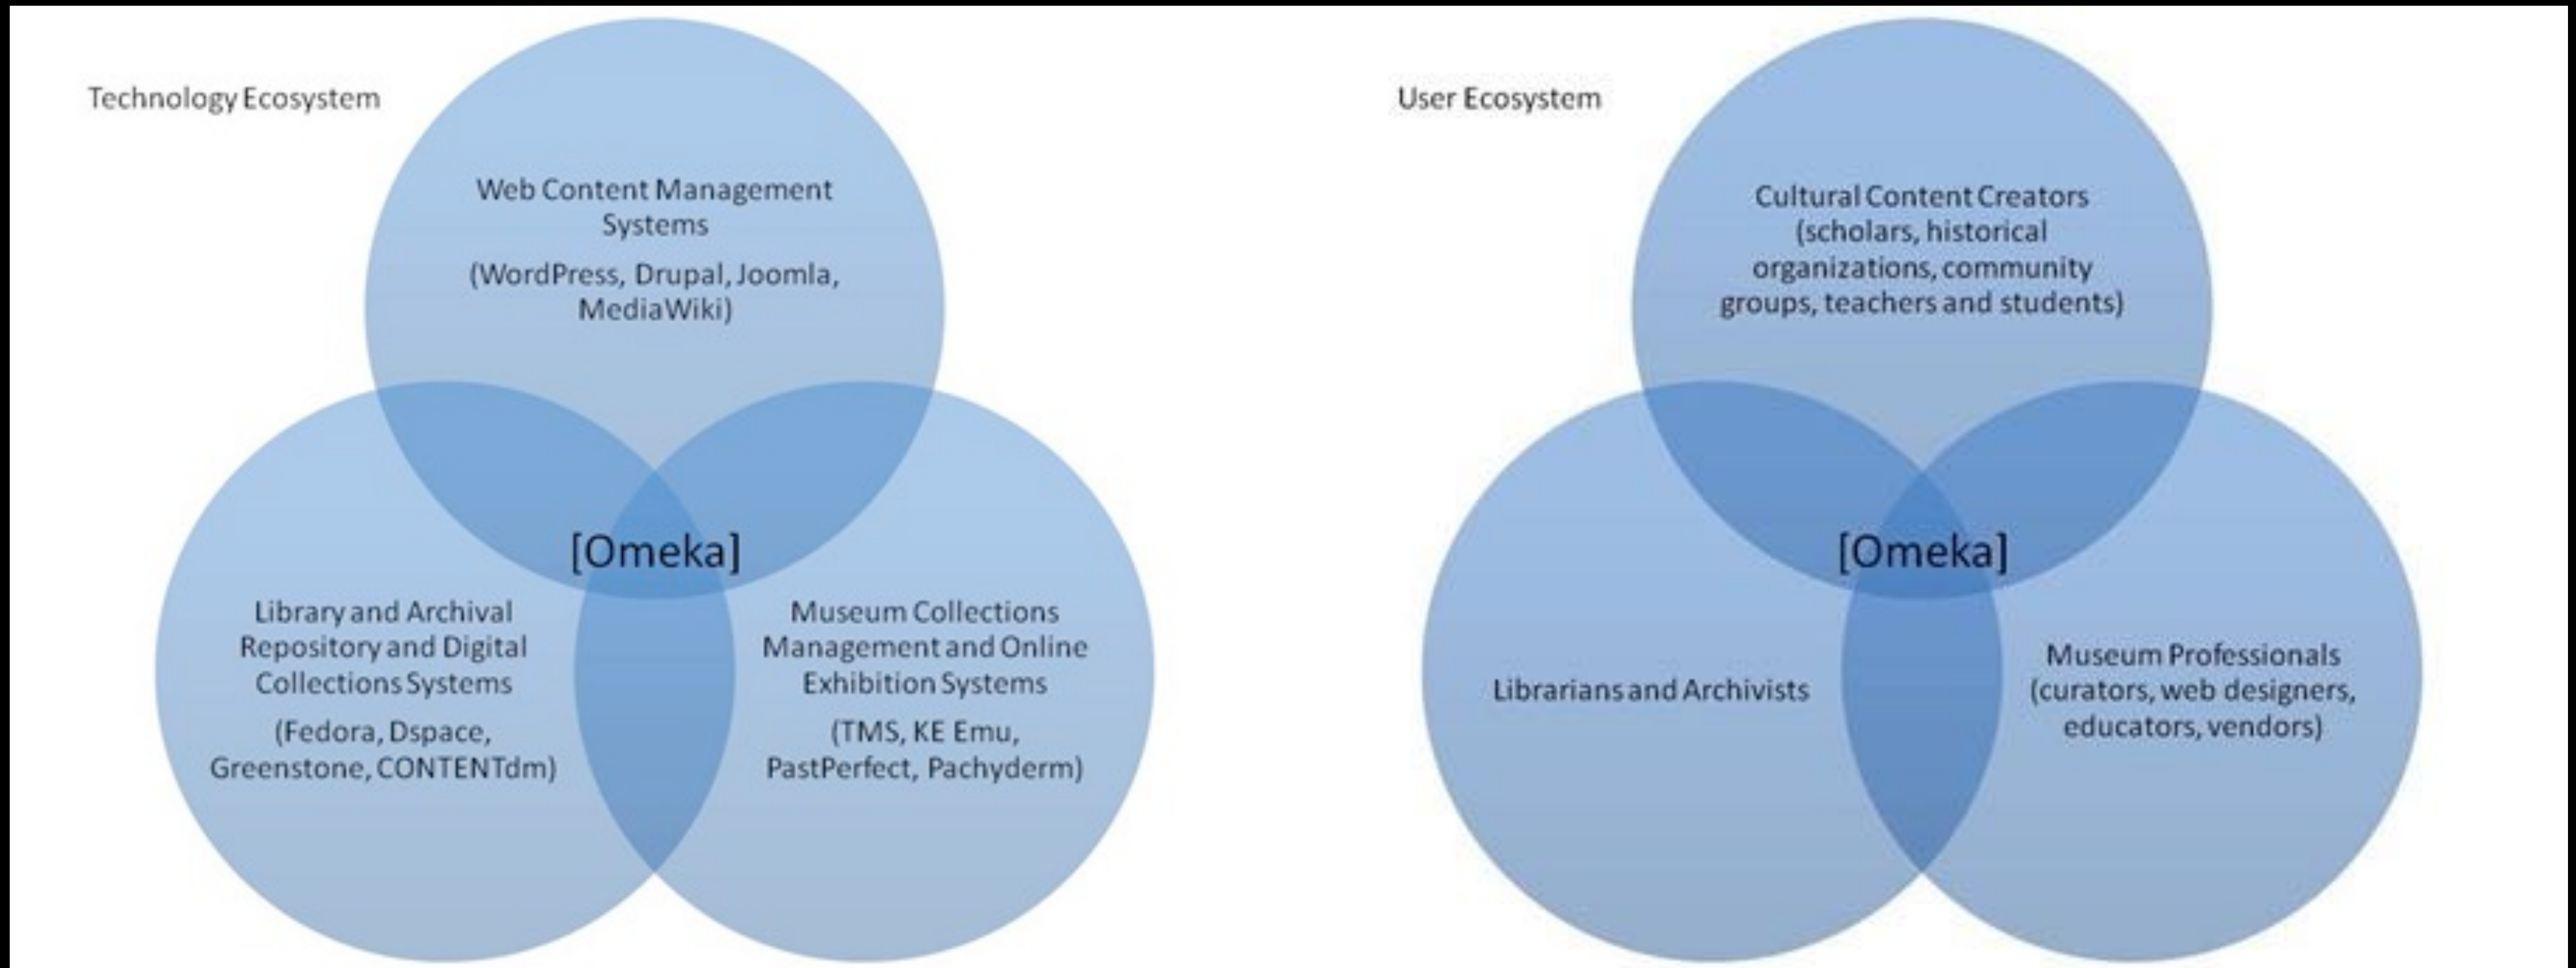 Technology Ecosystem
Web Content Management
Systems
(WordPress, Drupal, Joomla,
MediaWiki)
[Omeka]
Library and Archival
Repository and Digital
Collections Systems
(Fedora, Dspace,
Greenstone, CONTENTdm)
Museum Collections
Management and Online
Exhibition Systems
(TMS, KE Emu,
PastPerfect, Pachyderm)
User Ecosystem
Cultural Content Creators
(scholars, historical
organizations, community
groups, teachers and students)
[Omeka]
Librarians and Archivists
Museum Professionals
(curators, web designers,
educators, vendors)